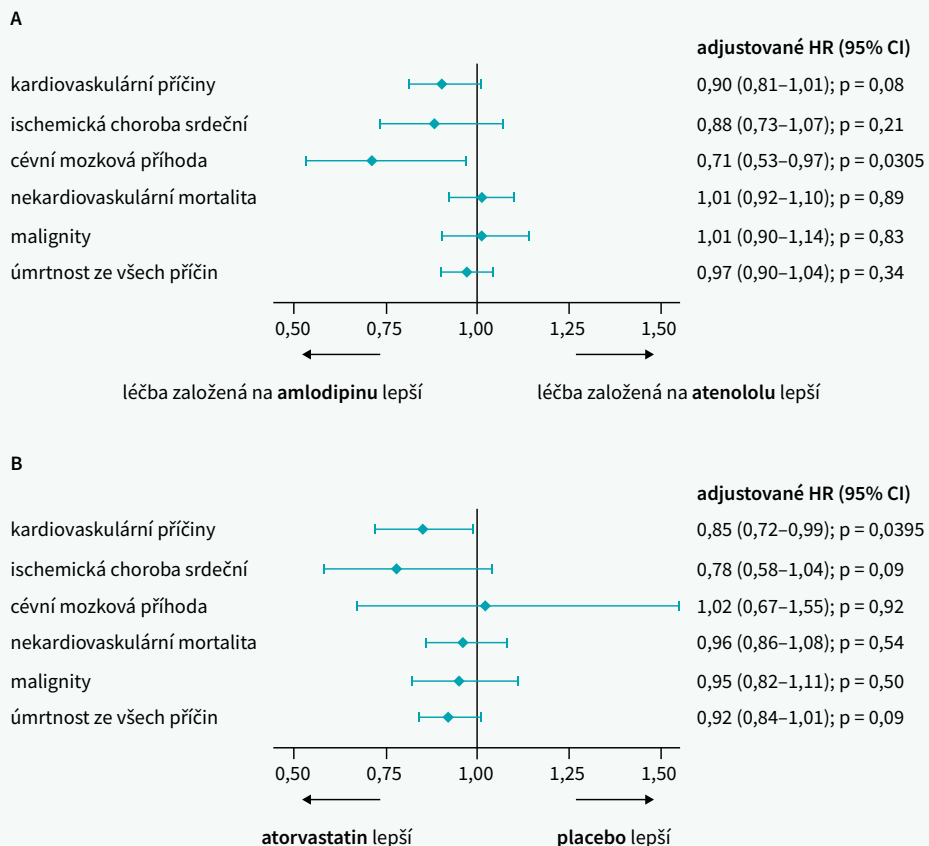 A
adjustované HR (95% CI)
kardiovaskulární příčiny 0,90 (0,81–1,01); p = 0,08
ischemická choroba srdeční 0,88 (0,73–1,07); p = 0,21
cévní mozková příhoda 0,71 (0,53–0,97); p = 0,0305
nekardiovaskulární mortalita 1,01 (0,92–1,10); p = 0,89
malignity 1,01 (0,90–1,14); p = 0,83
úmrtnost ze všech příčin 0,97 (0,90–1,04); p = 0,34
0,50 0,75 1,00 1,25 1,50
léčba založená na amlodipinu lepší léčba založená na atenololu lepší
B
adjustované HR (95% CI)
kardiovaskulární příčiny 0,85 (0,72–0,99); p = 0,0395
ischemická choroba srdeční 0,78 (0,58–1,04); p = 0,09
cévní mozková příhoda 1,02 (0,67–1,55); p = 0,92
nekardiovaskulární mortalita 0,96 (0,86–1,08); p = 0,54
malignity 0,95 (0,82–1,11); p = 0,50
úmrtnost ze všech příčin 0,92 (0,84–1,01); p = 0,09
0,50 0,75 1,00 1,25 1,50
atorvastatin lepší placebo lepší